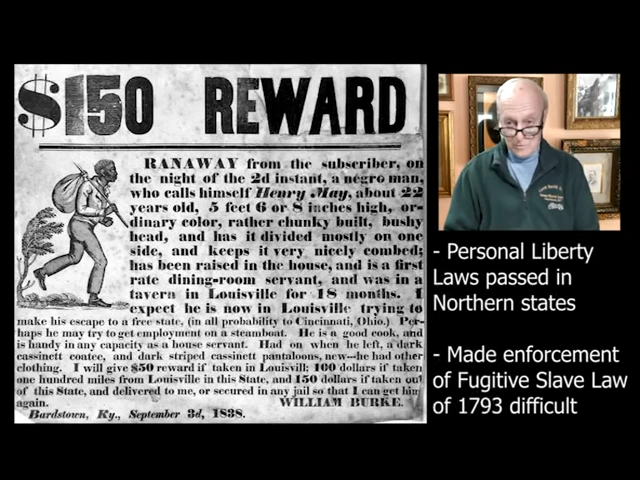 $150 REWARD
RANAWAY from the subscriber, on
the night of the 2d instant, a negro man,
who calls himself Henry May, about 22
years old, 5 feet 6 or 8 inches high, or-
dinary color, rather chunky built, bushy
head, and has it divided mostly on one
side, and keeps it very nicely combed;
has been raised in the house, and is a first
rate dining-room servant, and was in a
tavern in Louisville for 18 months. I
expect he is now in Louisville trying to
make his escape to a free state, (in all probability to Cincinnati, Ohio.) Per-
haps he may try to get employment on a steamboat. He is a good cook, and
is handy in any capacity as a house servant. Had on when he left, a dark
cassinett coatee, and dark striped cassinett pantaloons, new--he had other
clothing. I will give $50 reward if taken in Louisvill; 100 dollars if taken
one hundred miles from Louisville in this State, and 150 dollars if taken out
of this State, and delivered to me, or secured in any jail so that I can get him
again. WILLIAM BURKE.
Bardstown, Ky., September 3d, 1838.
- Personal Liberty
Laws passed in
Northern states
- Made enforcement
of Fugitive Slave Law
of 1793 difficult